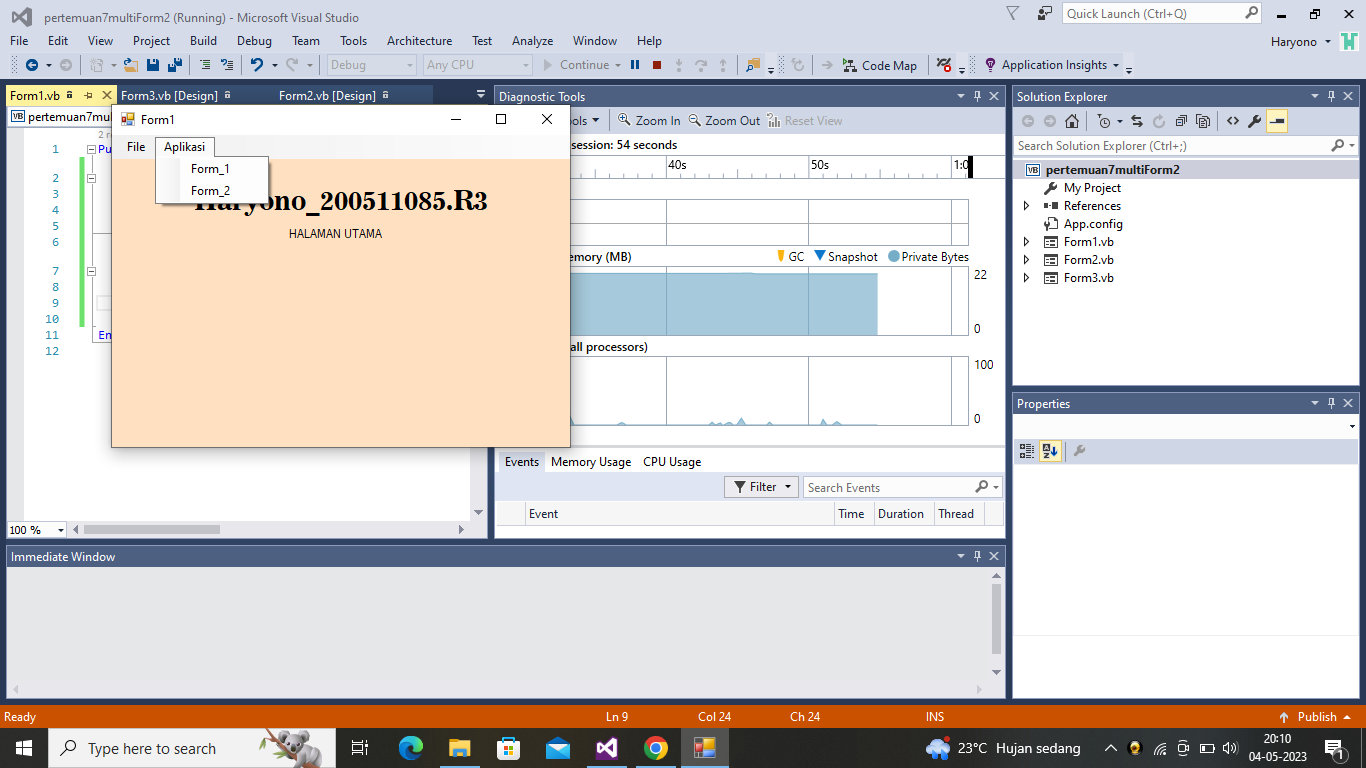 pertemuan7multiForm2 (Running) - Microsoft Visual Studio
Quick Launch (Ctrl+Q)
File Edit View Project Build Debug Team Tools Architecture Test Analyze Window Help
Haryono
Debug Any CPU Continue Code Map Application Insights
Form1.vb Form3.vb [Design] Form2.vb [Design]
VB pertemuan7mul
2 r
1 Pu
2
3
4
5
6
7
8
9
10
11 En
12
100 %
Form1
File Aplikasi
Form_1
Form_2
Haryono_200511085.R3
HALAMAN UTAMA
Diagnostic Tools
ools Zoom In Zoom Out Reset View
session: 54 seconds
40s 50s 1:0
emory (MB) GC Snapshot Private Bytes
22
0
all processors)
100
0
Events Memory Usage CPU Usage
Filter Search Events
Event Time Duration Thread
Solution Explorer
Search Solution Explorer (Ctrl+;)
VB pertemuan7multiForm2
My Project
References
App.config
Form1.vb
Form2.vb
Form3.vb
Properties
Immediate Window
Ready Ln 9 Col 24 Ch 24 INS Publish
Type here to search
23°C Hujan sedang
20:10
04-05-2023
1